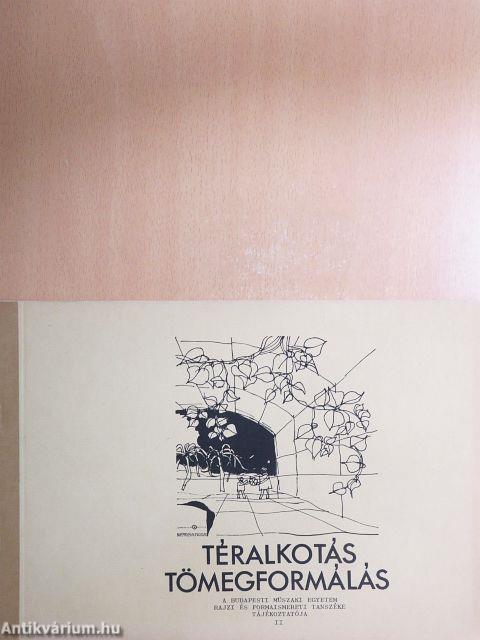 TÉRALKOTÁS
TÖMEGFORMÁLÁS
A BUDAPESTI MŰSZAKI EGYETEM
RAJZI ÉS FORMAISMERETI TANSZÉKE
TÁJÉKOZTATÓJA
II
Antikvárium.hu